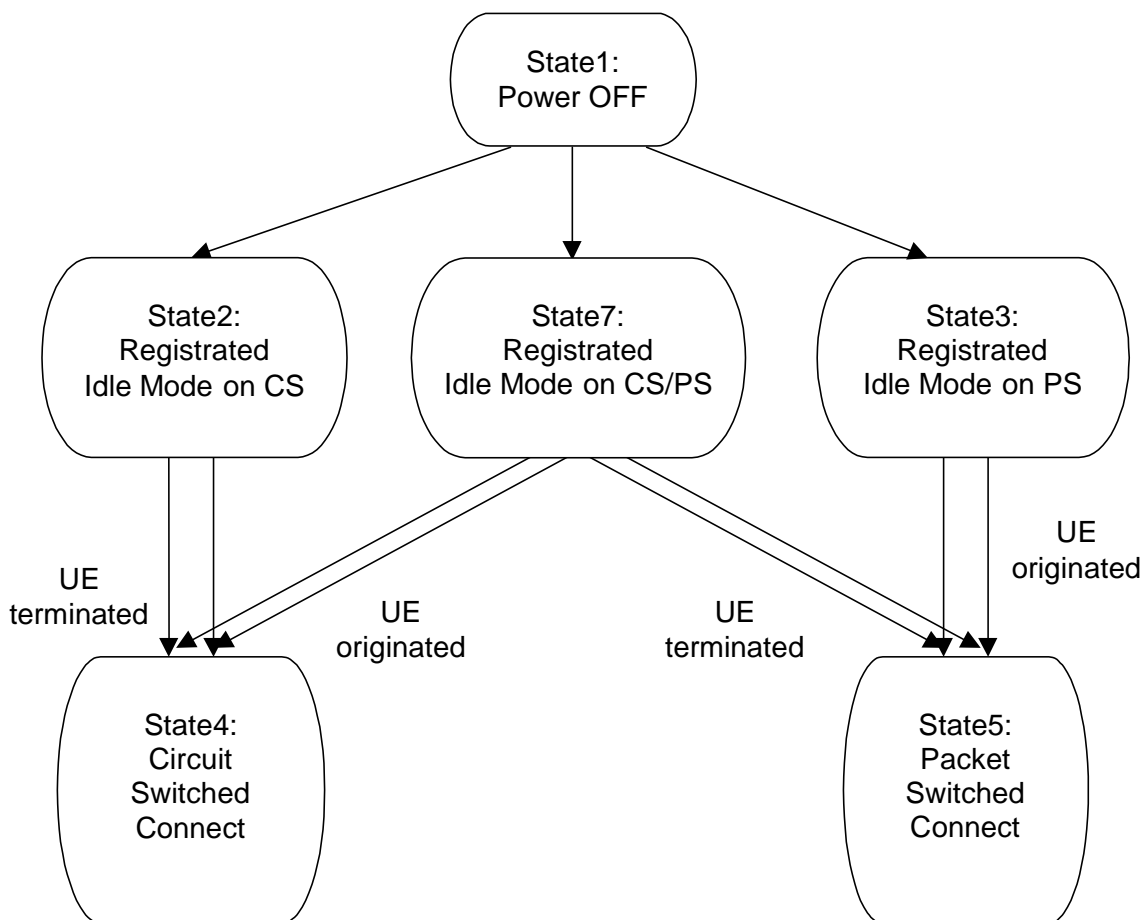 State1:
Power OFF
State2:
Registrated
Idle Mode on CS
State7:
Registrated
Idle Mode on CS/PS
State3:
Registrated
Idle Mode on PS
UE
terminated
UE
originated
UE
terminated
UE
originated
State4:
Circuit
Switched
Connect
State5:
Packet
Switched
Connect